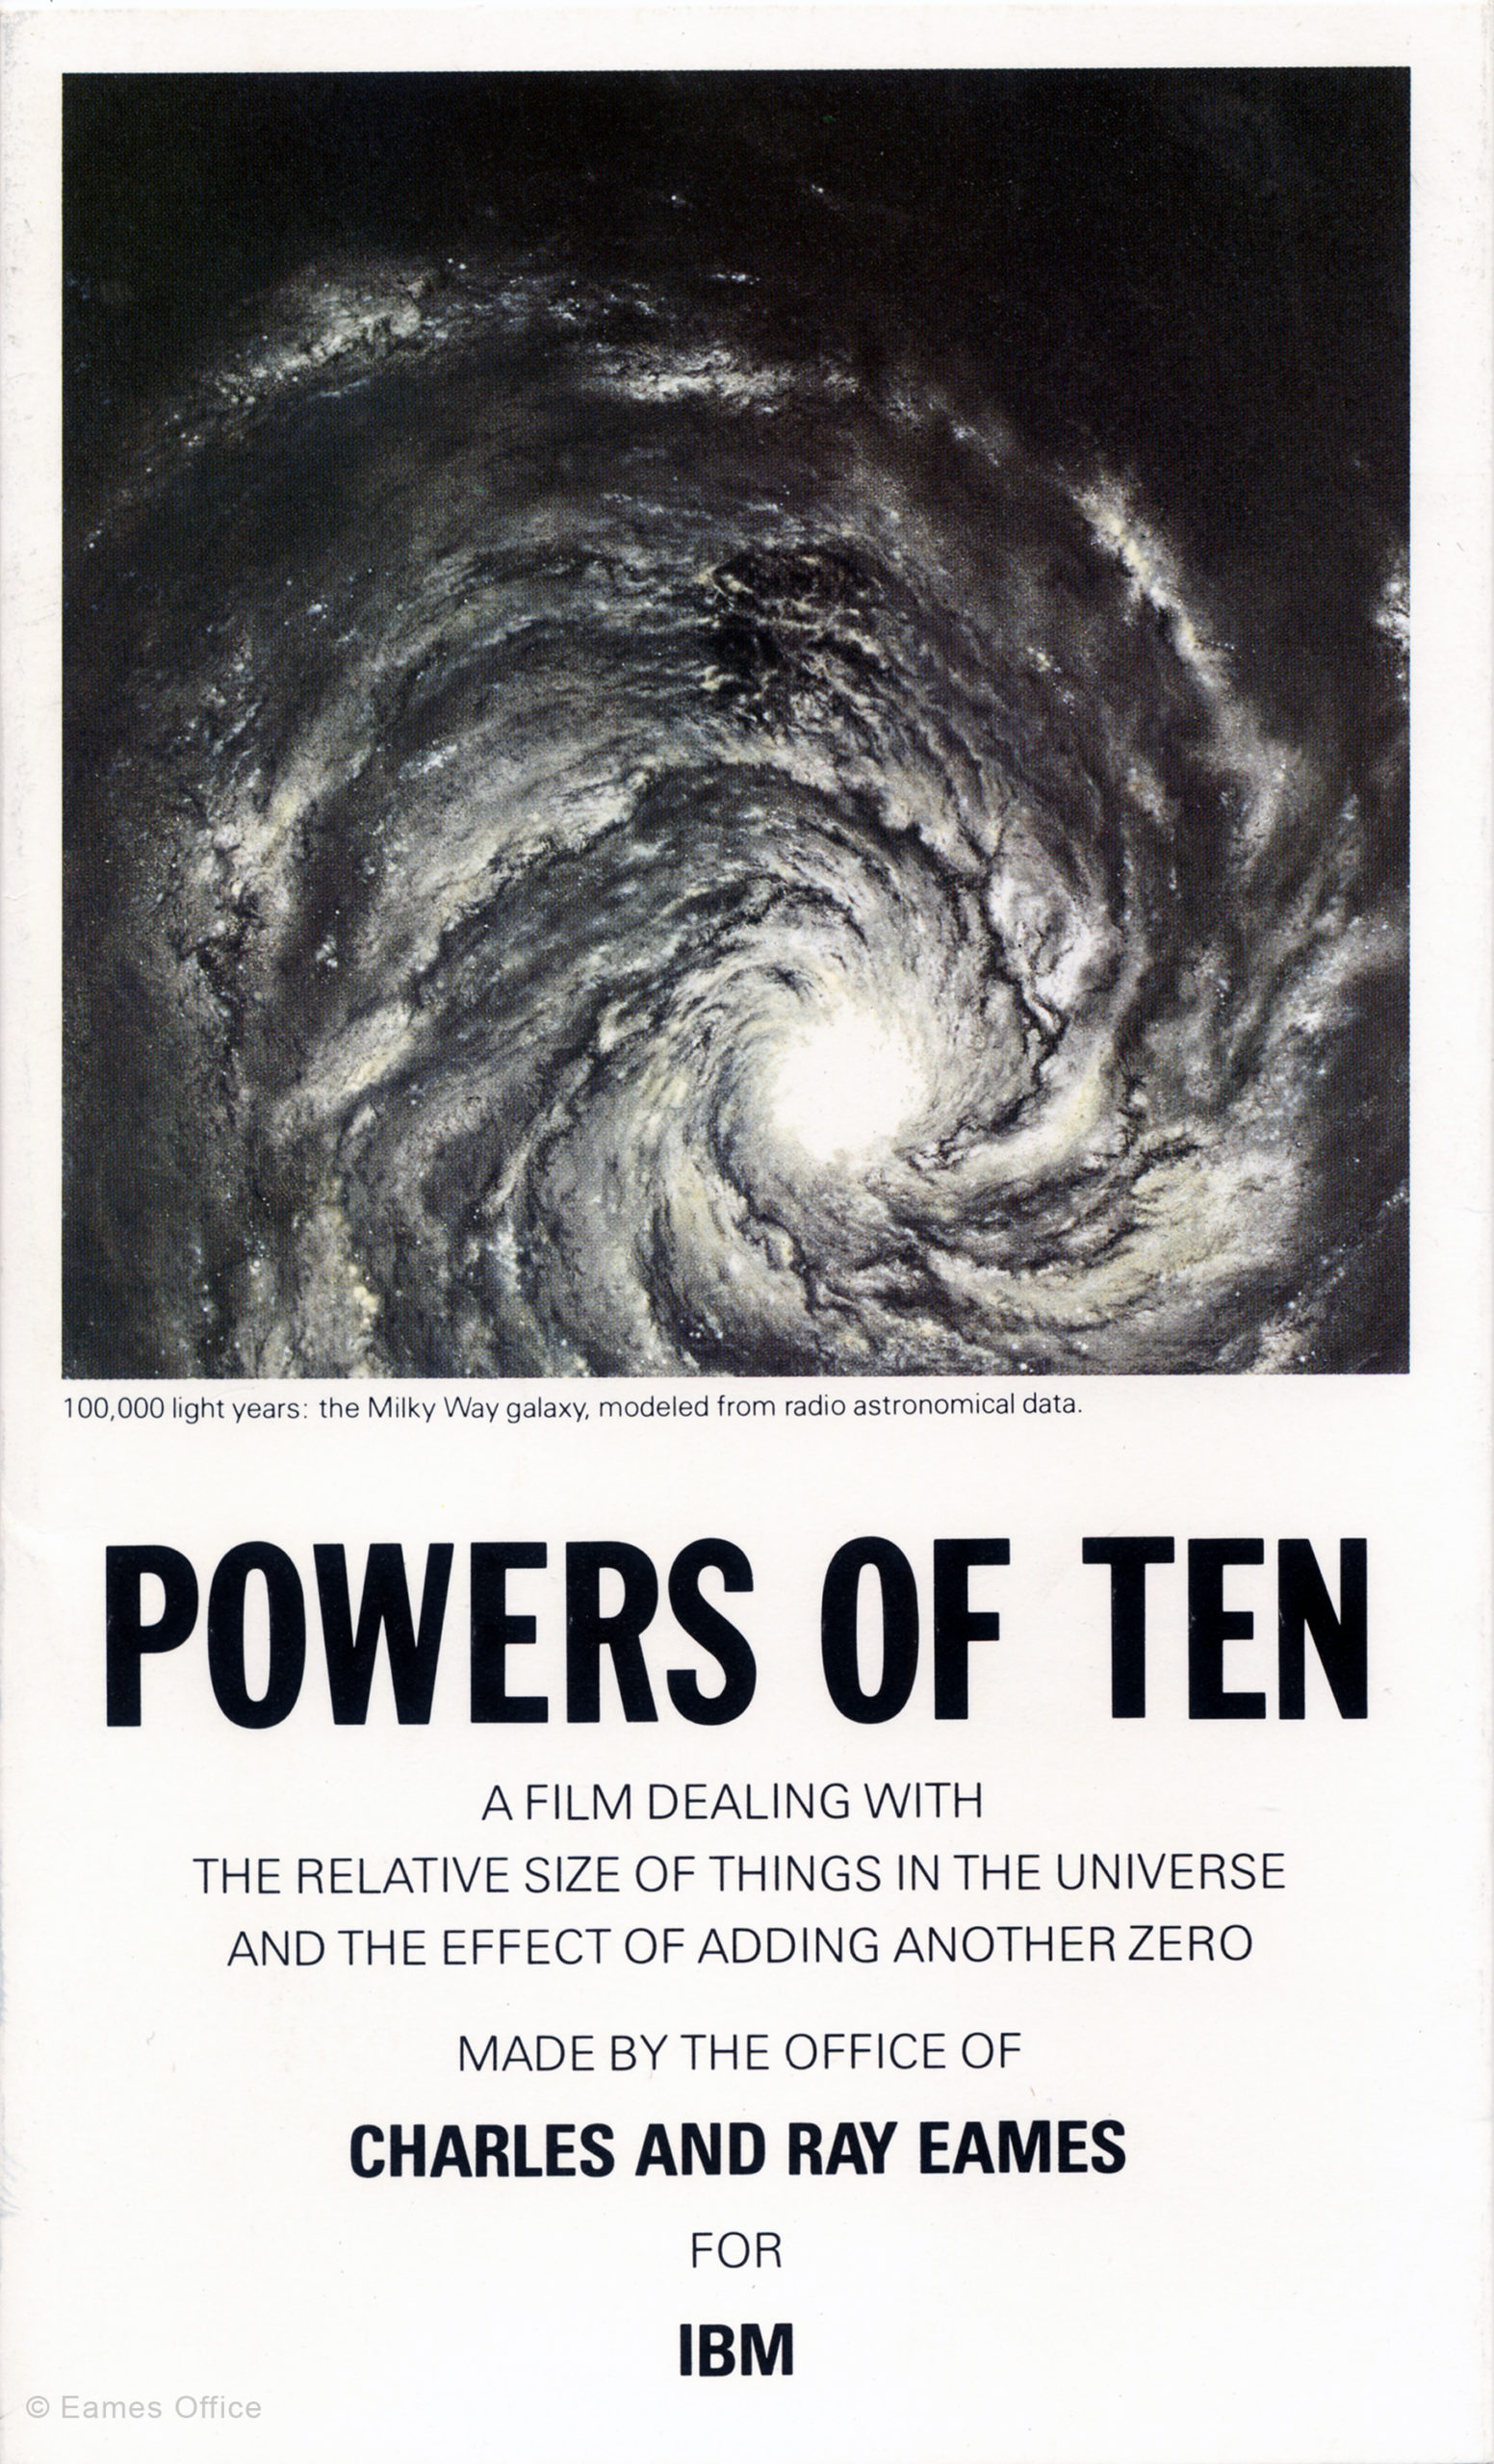 100,000 light years: the Milky Way galaxy, modeled from radio astronomical data.
POWERS OF TEN
A FILM DEALING WITH
THE RELATIVE SIZE OF THINGS IN THE UNIVERSE
AND THE EFFECT OF ADDING ANOTHER ZERO
MADE BY THE OFFICE OF
CHARLES AND RAY EAMES
FOR
IBM
© Eames Office